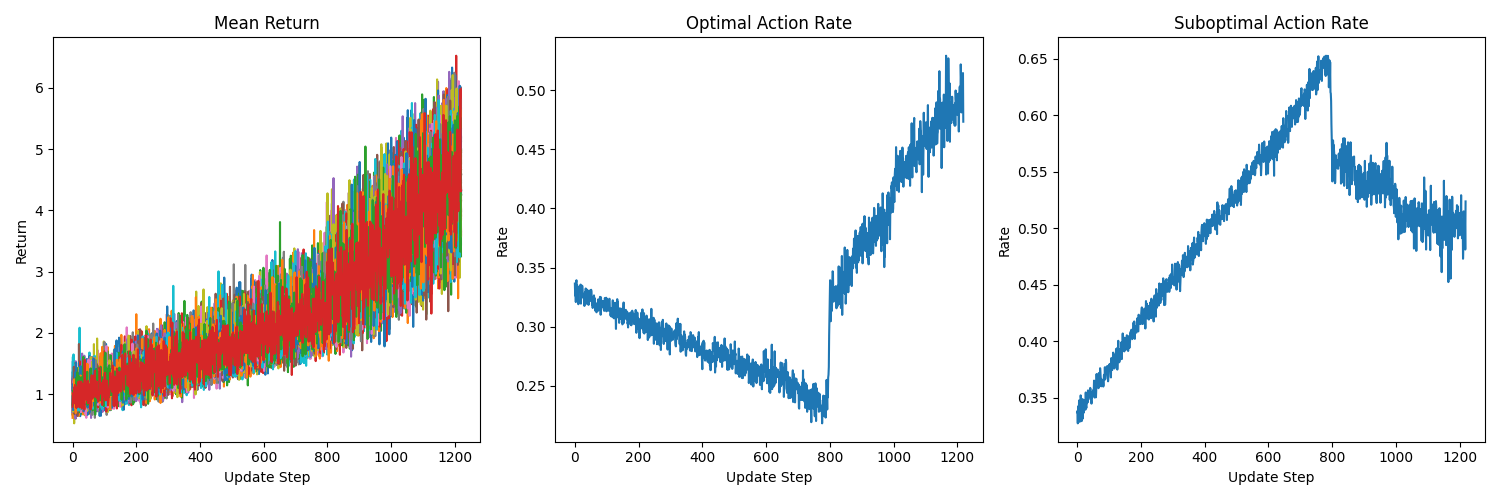 Mean Return
Return
6
5
4
3
2
1
0 200 400 600 800 1000 1200
Update Step
Optimal Action Rate
Rate
0.50
0.45
0.40
0.35
0.30
0.25
0 200 400 600 800 1000 1200
Update Step
Suboptimal Action Rate
Rate
0.65
0.60
0.55
0.50
0.45
0.40
0.35
0 200 400 600 800 1000 1200
Update Step